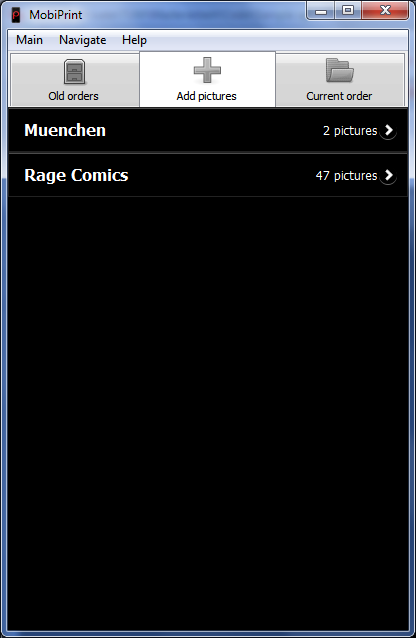 MobiPrint
Main Navigate Help
Old orders Add pictures Current order
Muenchen 2 pictures
Rage Comics 47 pictures